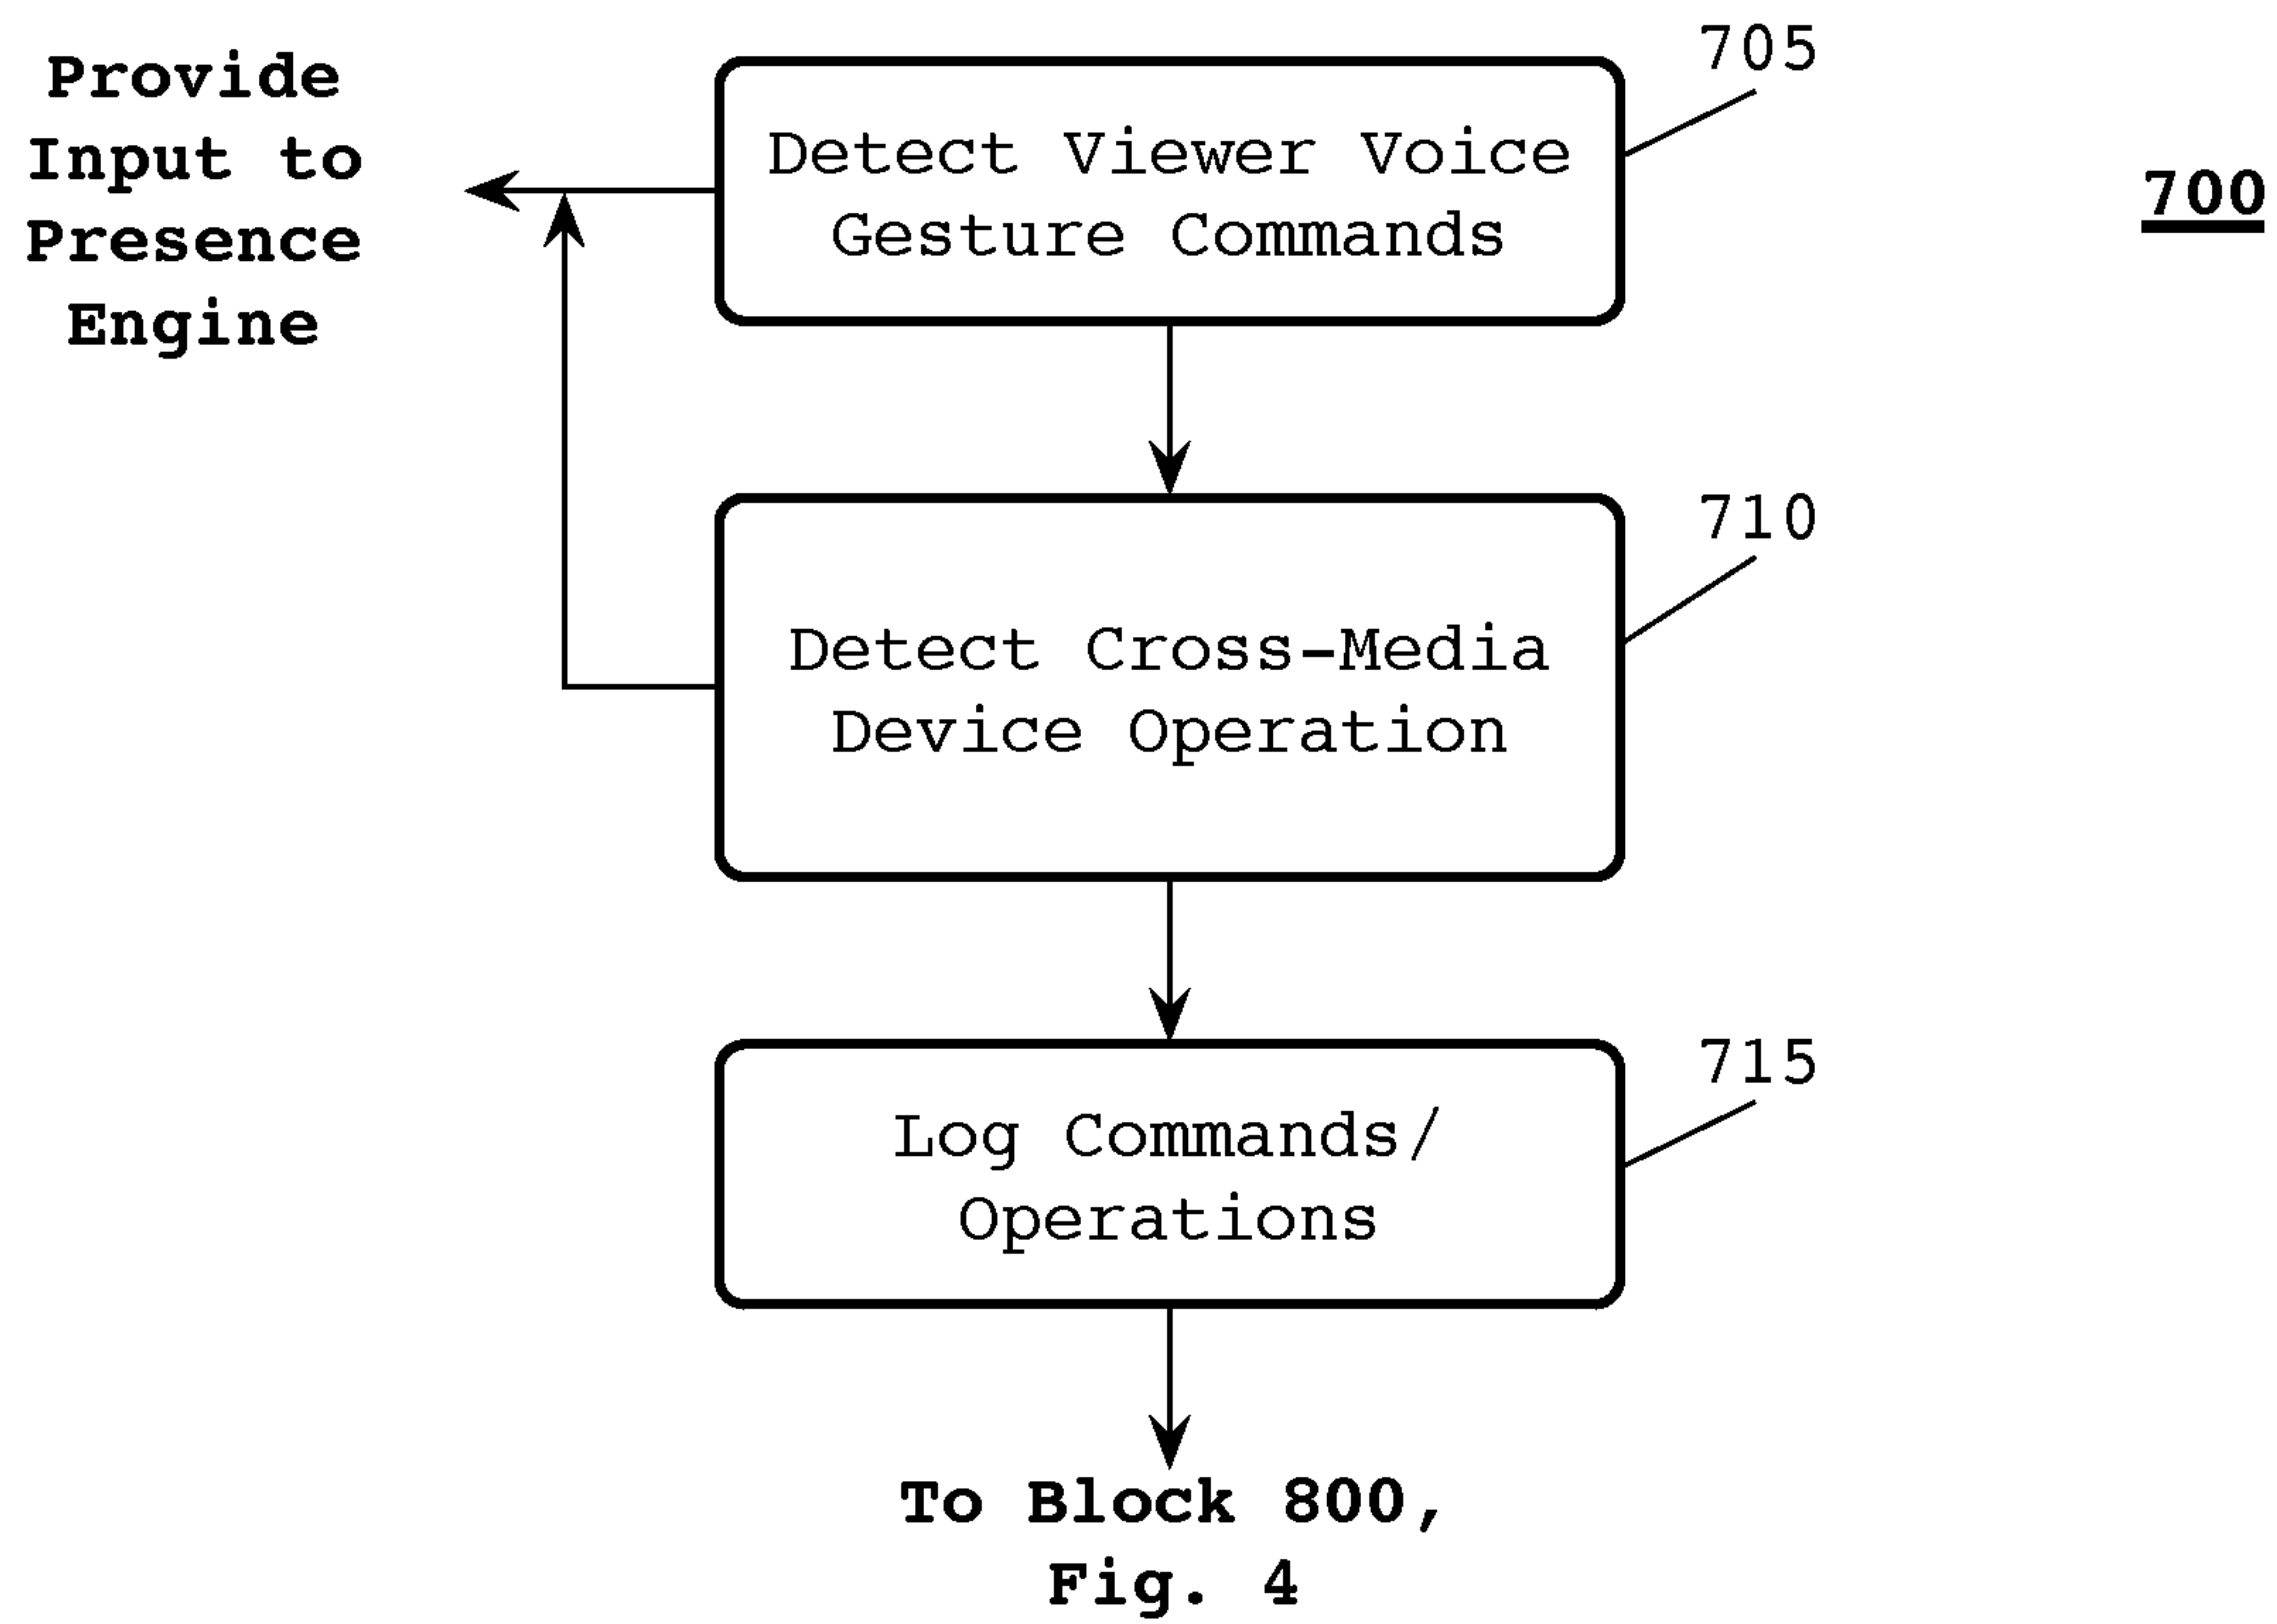 Provide
Input to
Presence
Engine
705
Detect Viewer Voice
Gesture Commands
700
710
Detect Cross-Media
Device Operation
715
Log Commands/
Operations
To Block 800,
Fig. 4